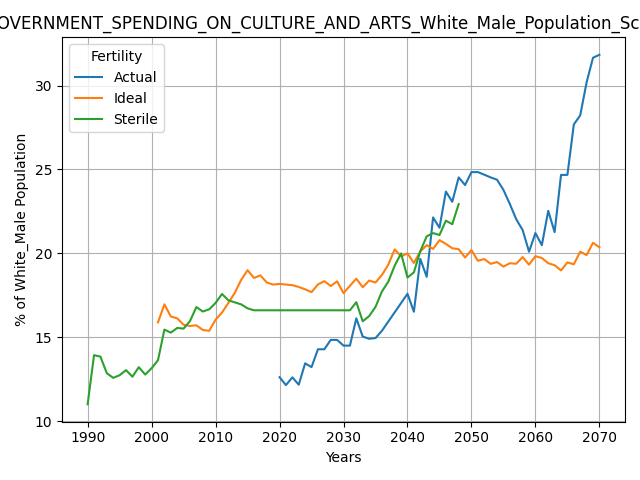 OVERNMENT_SPENDING_ON_CULTURE_AND_ARTS_White_Male_Population_Sc
Fertility
Actual
Ideal
Sterile
% of White_Male Population
30
25
20
15
10
1990 2000 2010 2020 2030 2040 2050 2060 2070
Years